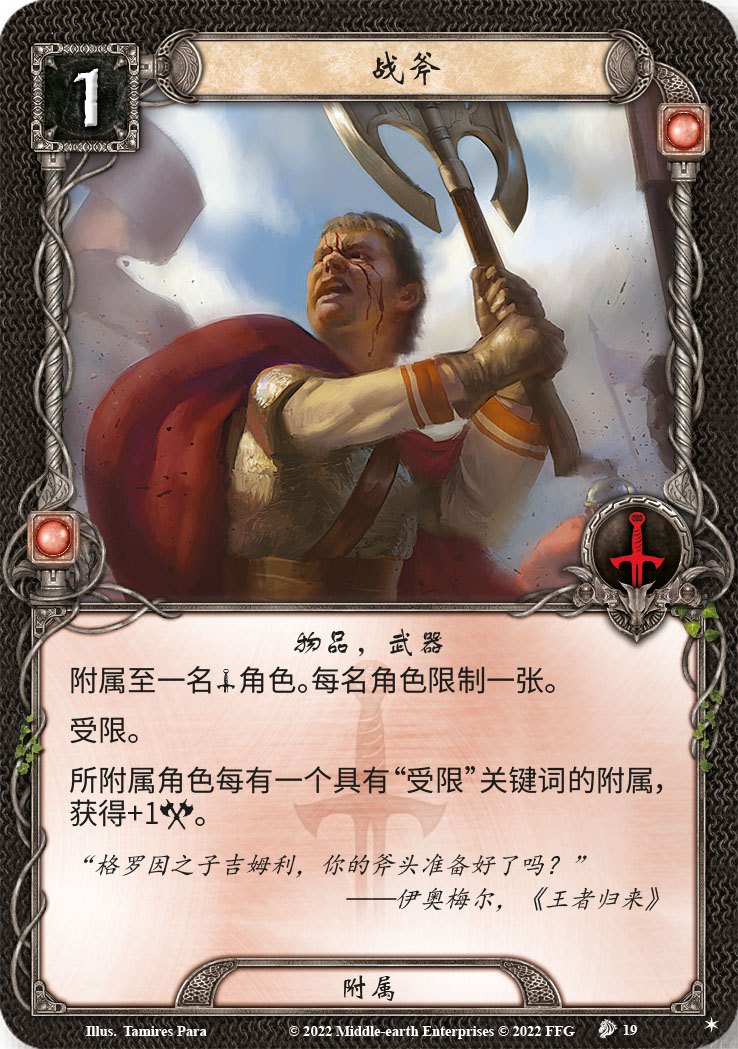 1
战斧
物品，武器
附属至一名角色。每名角色限制一张。
受限。
所附属角色每有一个具有“受限”关键词的附属，
获得+1。
“格罗因之子吉姆利，你的斧头准备好了吗？”
——伊奥梅尔，《王者归来》
附属
Illus. Tamires Para © 2022 Middle-earth Enterprises © 2022 FFG 19